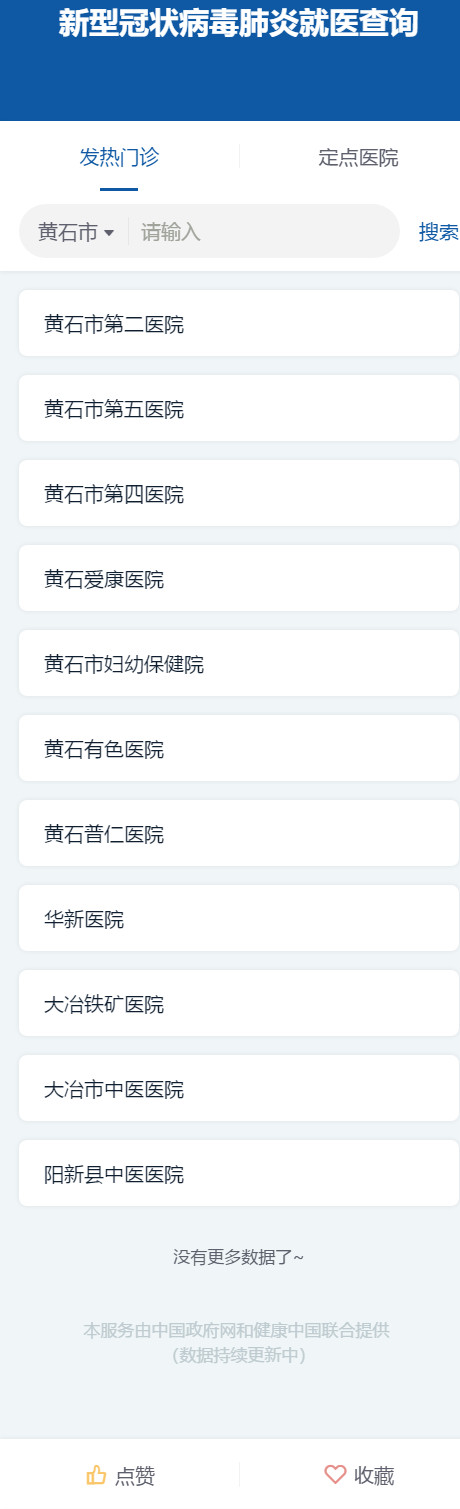 新型冠状病毒肺炎就医查询
发热门诊
定点医院
黄石市
请输入
搜索
黄石市第二医院
黄石市第五医院
黄石市第四医院
黄石爱康医院
黄石市妇幼保健院
黄石有色医院
黄石普仁医院
华新医院
大冶铁矿医院
大冶市中医医院
阳新县中医医院
没有更多数据了~
本服务由中国政府网和健康中国联合提供
（数据持续更新中）
点赞
收藏